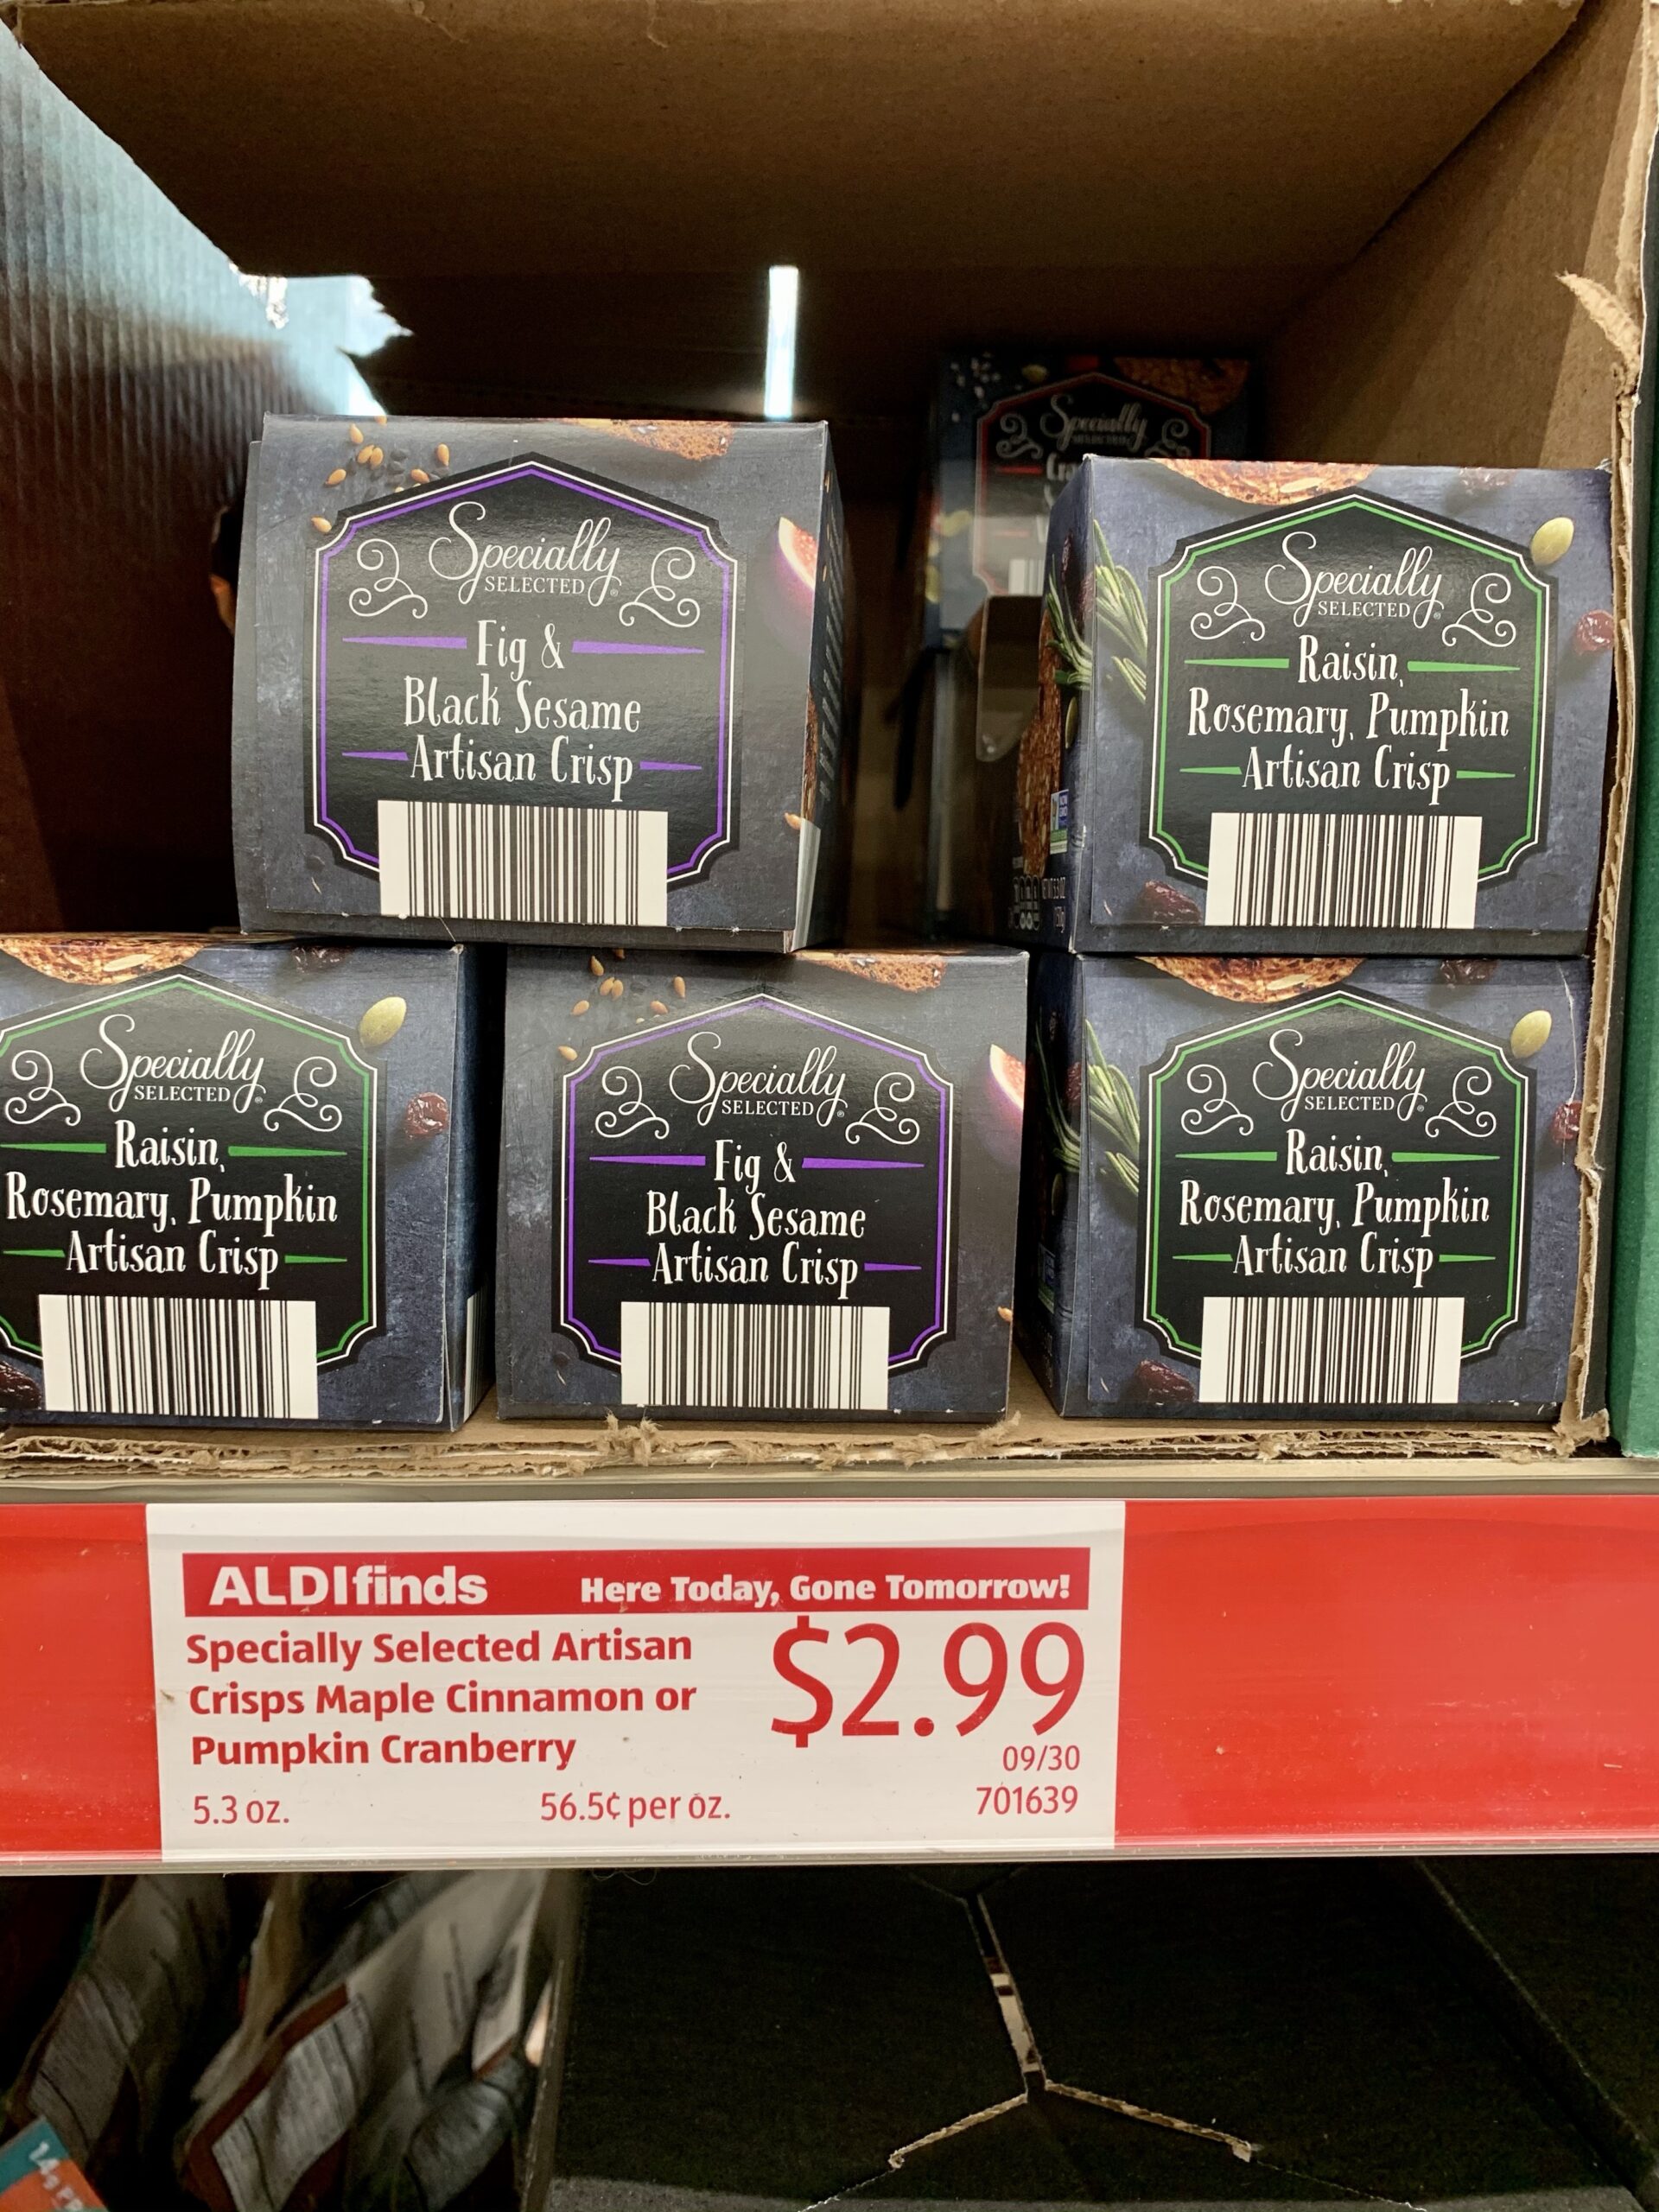 Specially
SELECTED
Cra
Specially
SELECTED®
Fig &
Black Sesame
Artisan Crisp
Specially
SELECTED®
Raisin,
Rosemary, Pumpkin
Artisan Crisp
Specially
SELECTED®
Raisin,
Rosemary, Pumpkin
Artisan Crisp
Specially
SELECTED®
Fig &
Black Sesame
Artisan Crisp
Specially
SELECTED®
Raisin,
Rosemary, Pumpkin
Artisan Crisp
ALDIfinds Here Today, Gone Tomorrow!
Specially Selected Artisan
Crisps Maple Cinnamon or
Pumpkin Cranberry
$2.99
09/30
5.3 oz. 56.5¢ per oz. 701639